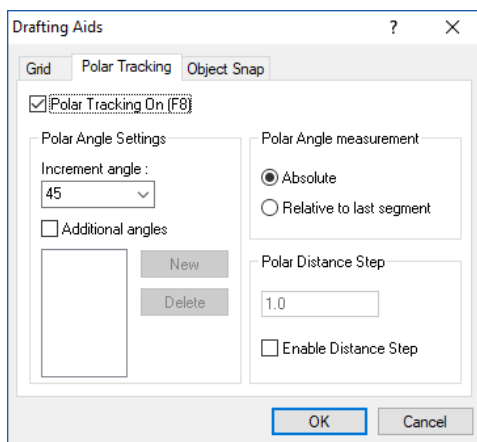 Drafting Aids ?
Grid Polar Tracking Object Snap
Polar Tracking On (F8)
Polar Angle Settings
Increment angle :
45
Additional angles
New
Delete
Polar Angle measurement
Absolute
Relative to last segment
Polar Distance Step
1.0
Enable Distance Step
OK Cancel